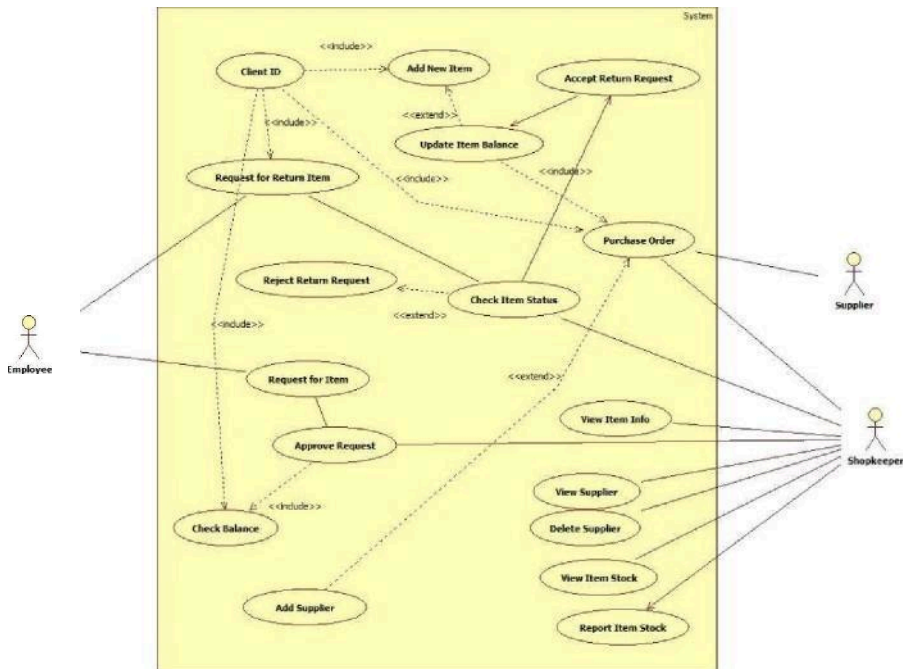 System
<<include>>
Client ID
Add New Item
Accept Return Request
<<include>>
<<extend>>
Update Item Balance
Request for Return Item
<<include>>
<<include>>
Purchase Order
Reject Return Request
Check Item Status
Supplier
<<extend>>
<<include>>
Employee
Request for Item
<<extend>>
View Item Info
Approve Request
Shopkeeper
View Supplier
<<include>>
Check Balance
Delete Supplier
View Item Stock
Add Supplier
Report Item Stock